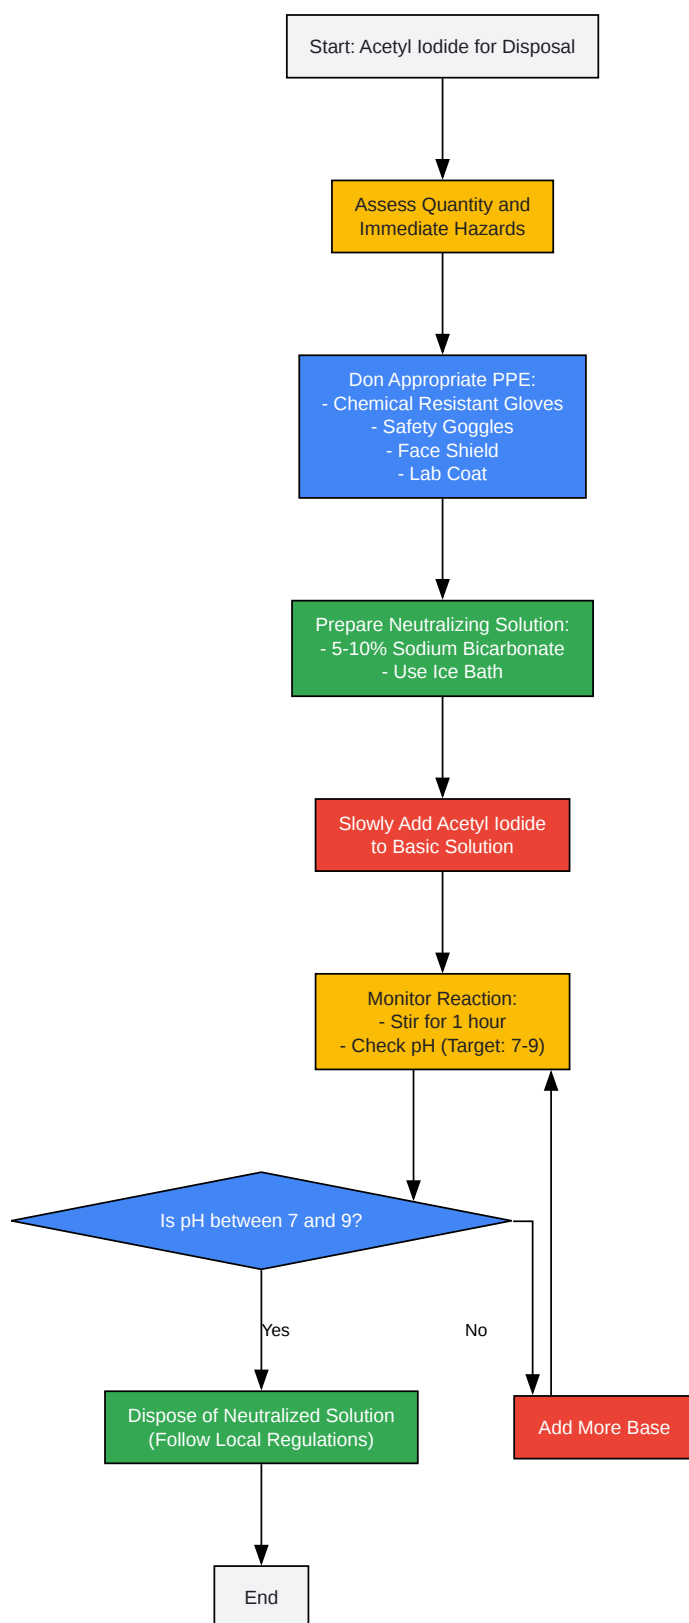 Start: Acetyl Iodide for Disposal
Assess Quantity and
Immediate Hazards
Don Appropriate PPE:
- Chemical Resistant Gloves
- Safety Goggles
- Face Shield
- Lab Coat
Prepare Neutralizing Solution:
- 5-10% Sodium Bicarbonate
- Use Ice Bath
Slowly Add Acetyl Iodide
to Basic Solution
Monitor Reaction:
- Stir for 1 hour
- Check pH (Target: 7-9)
Is pH between 7 and 9?
Yes
No
Dispose of Neutralized Solution
(Follow Local Regulations)
Add More Base
End